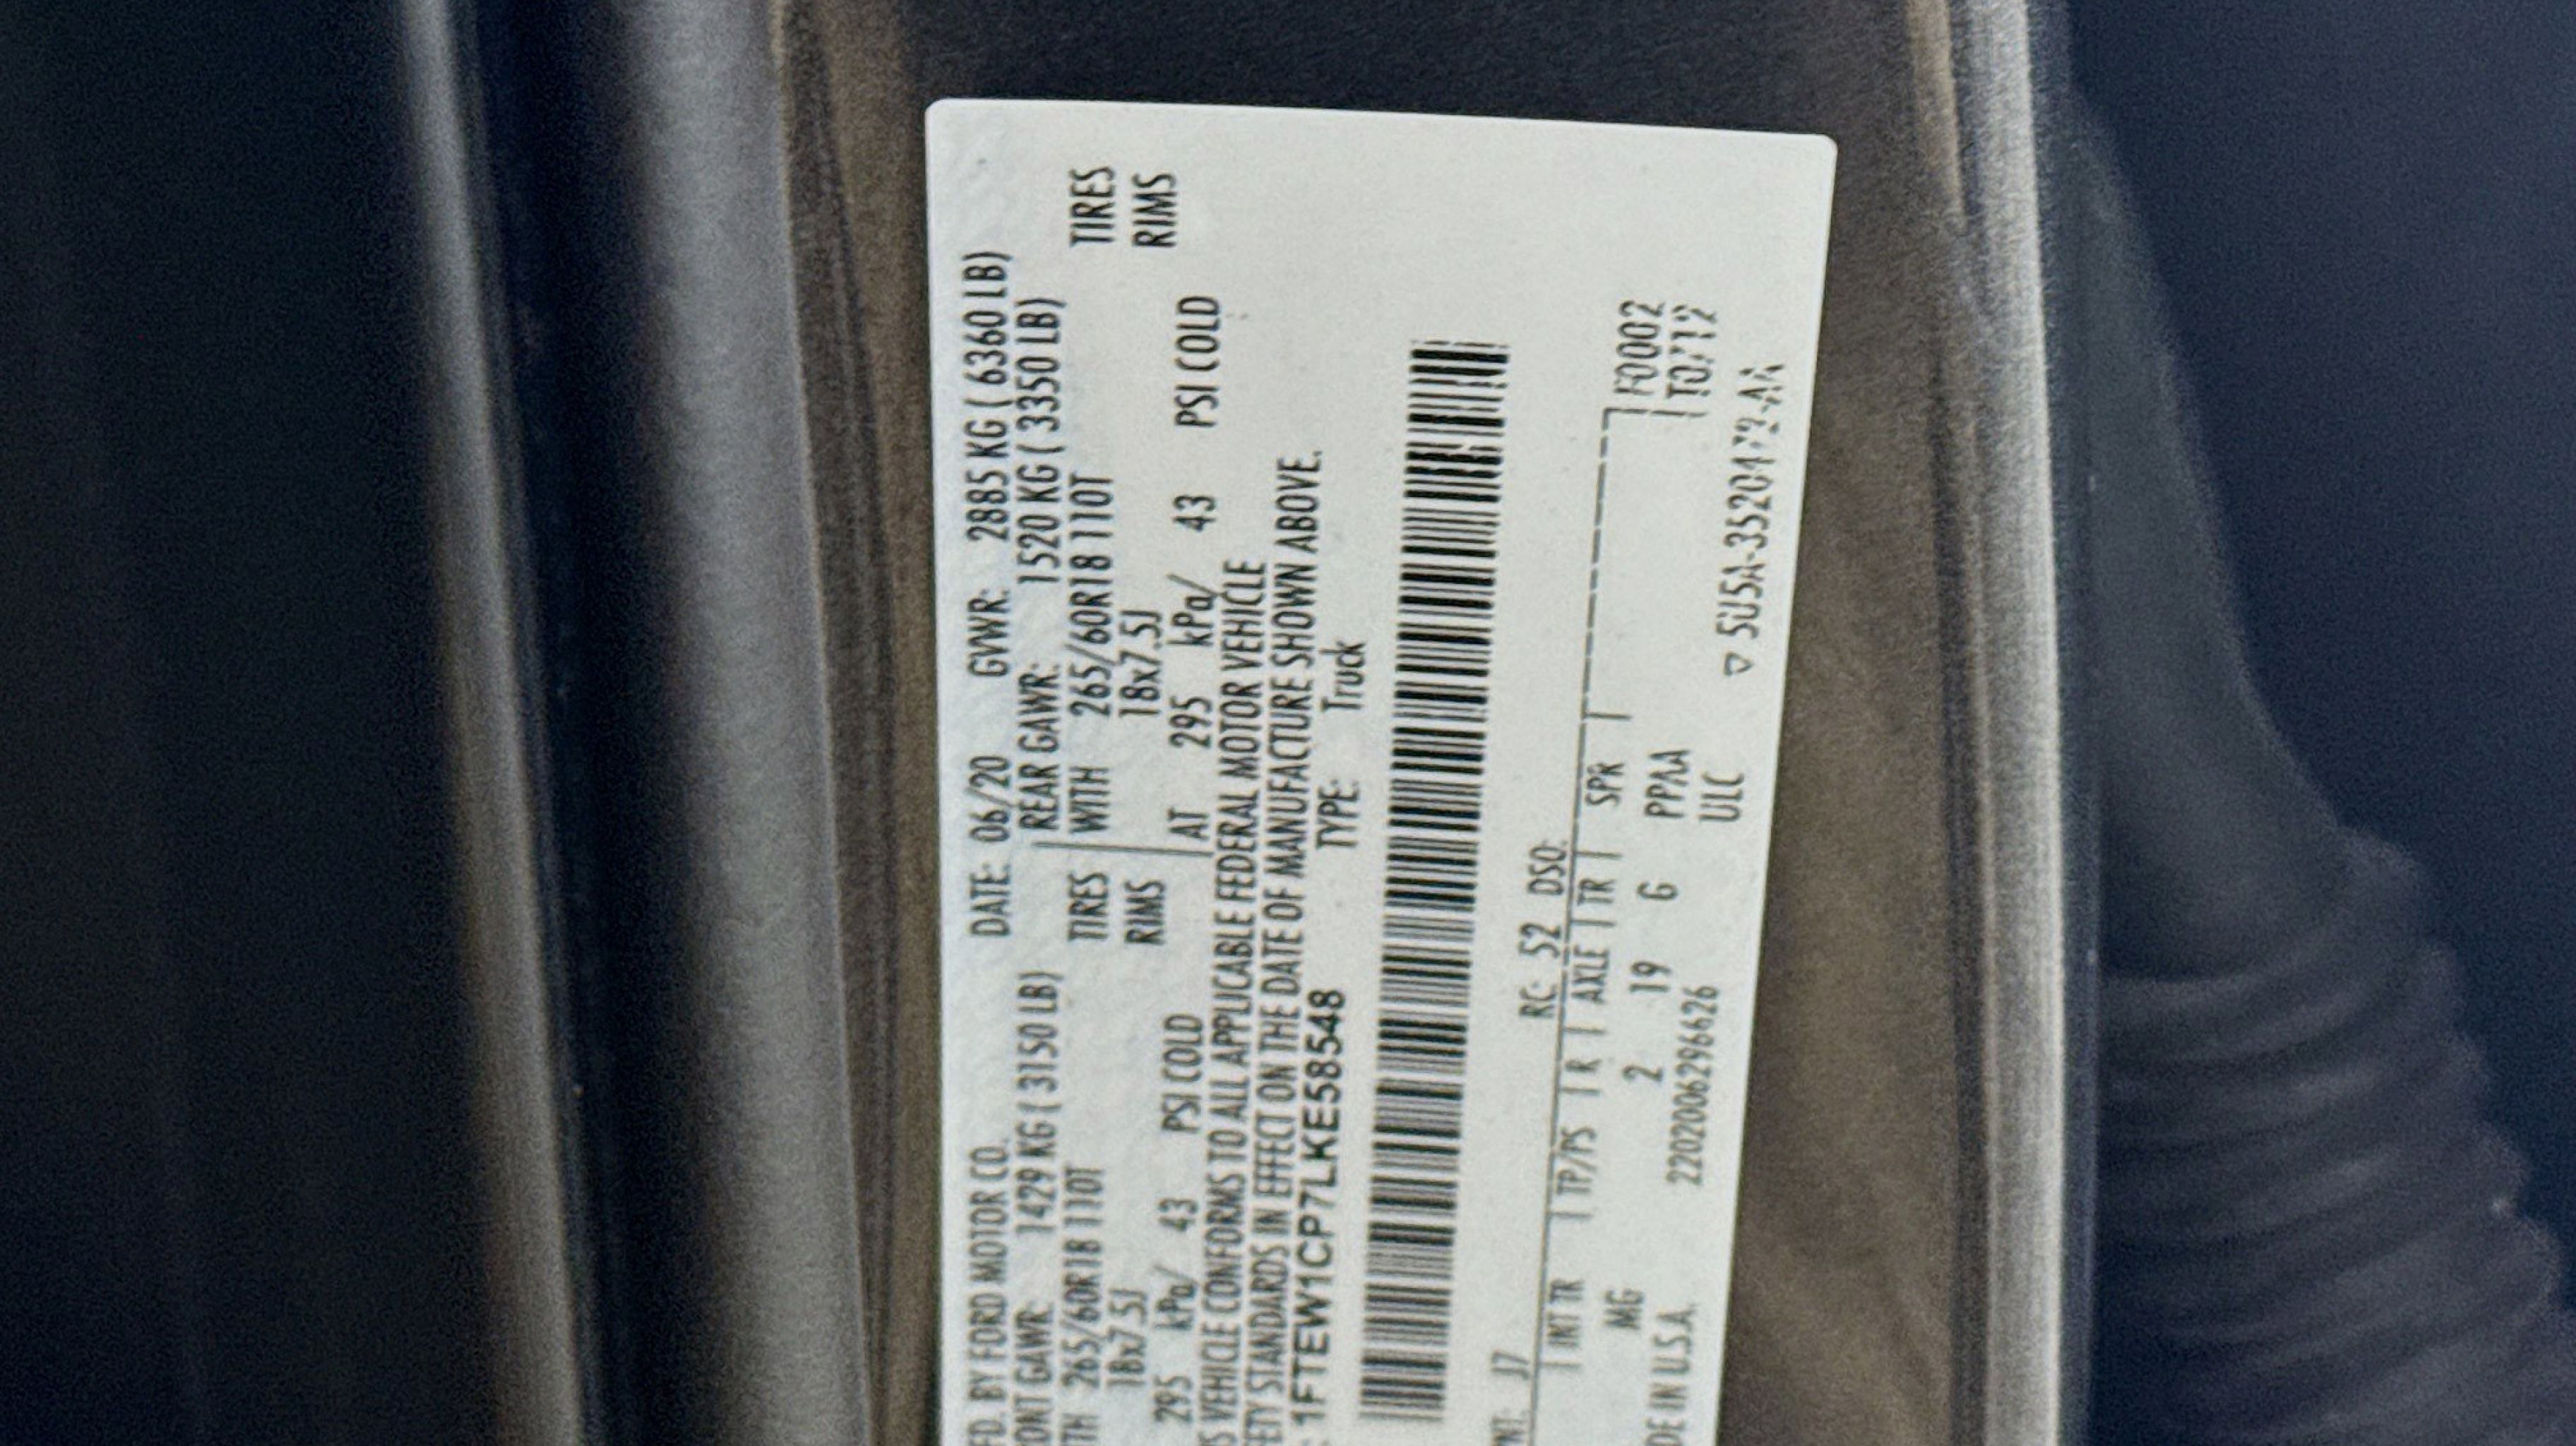 FD. BY FORD MOTOR CO. DATE: 06/20 GVWR: 2885 KG ( 6360 LB)
ONT GAWR: 1429 KG ( 3150 LB) REAR GAWR: 1520 KG ( 3350 LB)
TH 265/60R18 110T TIRES WITH 265/60R18 110T TIRES
18x7.5J RIMS 18x7.5J RIMS
295 kPa/ 43 PSI COLD AT 295 kPa/ 43 PSI COLD
S VEHICLE CONFORMS TO ALL APPLICABLE FEDERAL MOTOR VEHICLE
FETY STANDARDS IN EFFECT ON THE DATE OF MANUFACTURE SHOWN ABOVE.
: 1FTEW1CP7LKE58548 TYPE: Truck
PNT: J7 RC: 52 DSO:
INT TR TP/PS R AXLE TR SPR F0002
MG 2 19 G PPAA
DE IN U.S.A. 2202006296626 ULC